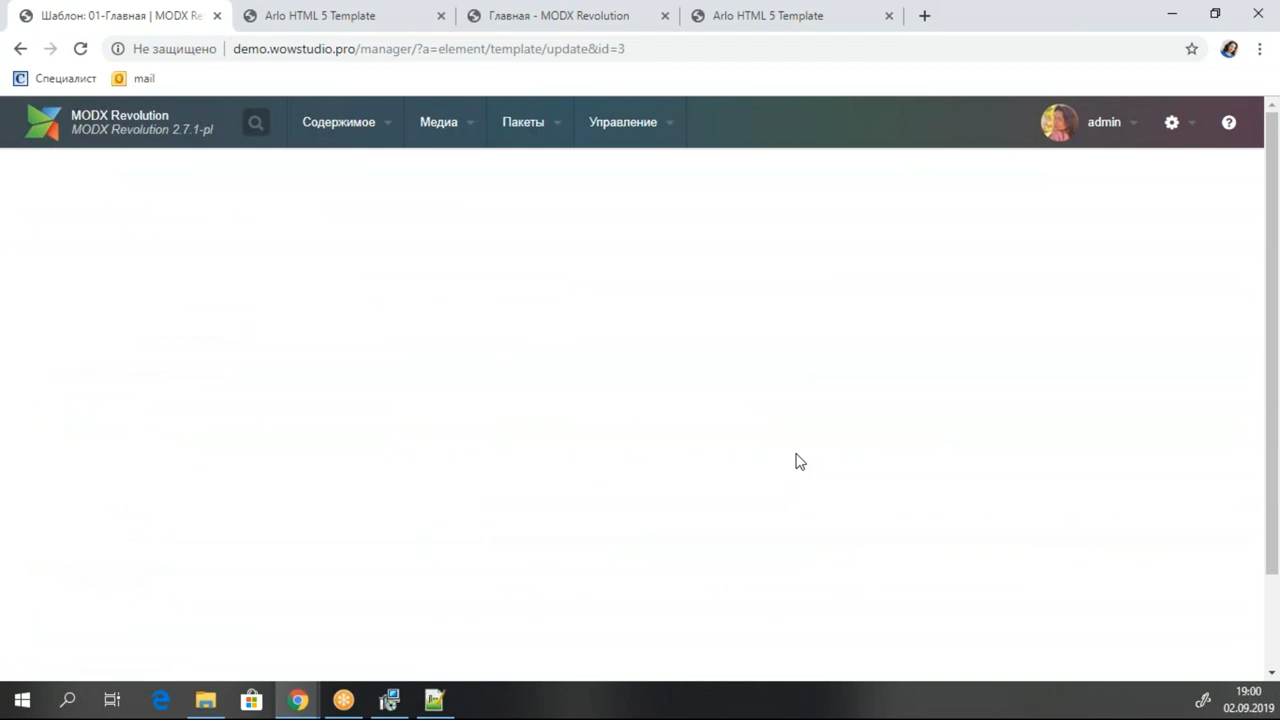 Шаблон: 01-Главная | MODX Re
Arlo HTML 5 Template
Главная - MODX Revolution
Arlo HTML 5 Template
Не защищено
demo.wowstudio.pro/manager/?a=element/template/update&id=3
Специалист
mail
MODX Revolution
MODX Revolution 2.7.1-pl
Содержимое
Медиа
Пакеты
Управление
admin
19:00
02.09.2019